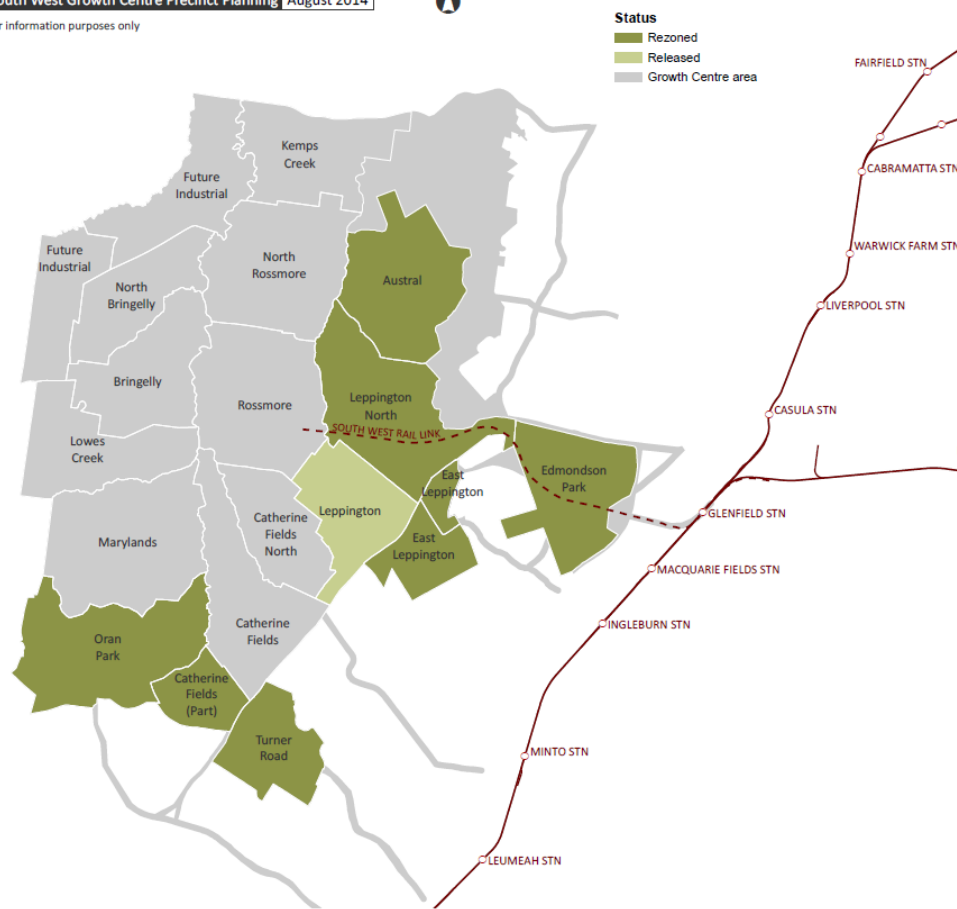 outh West Growth Centre Precinct Planning August 2014
r information purposes only
Status
Rezoned
Released
Growth Centre area
FAIRFIELD STN
Kemps
Creek
CABRAMATTA STN
Future
Industrial
WARWICK FARM STN
Future
Industrial
North
Rossmore
Austral
North
Bringelly
LIVERPOOL STN
Bringelly
Leppington
North
Rossmore
CASULA STN
SOUTH WEST RAIL LINK
Lowes
Creek
East
Leppington
Edmondson
Park
Leppington
GLENFIELD STN
Catherine
Fields
North
Marylands
East
Leppington
MACQUARIE FIELDS STN
INGLEBURN STN
Catherine
Fields
Oran
Park
Catherine
Fields
(Part)
Turner
Road
MINTO STN
LEUMEAH STN